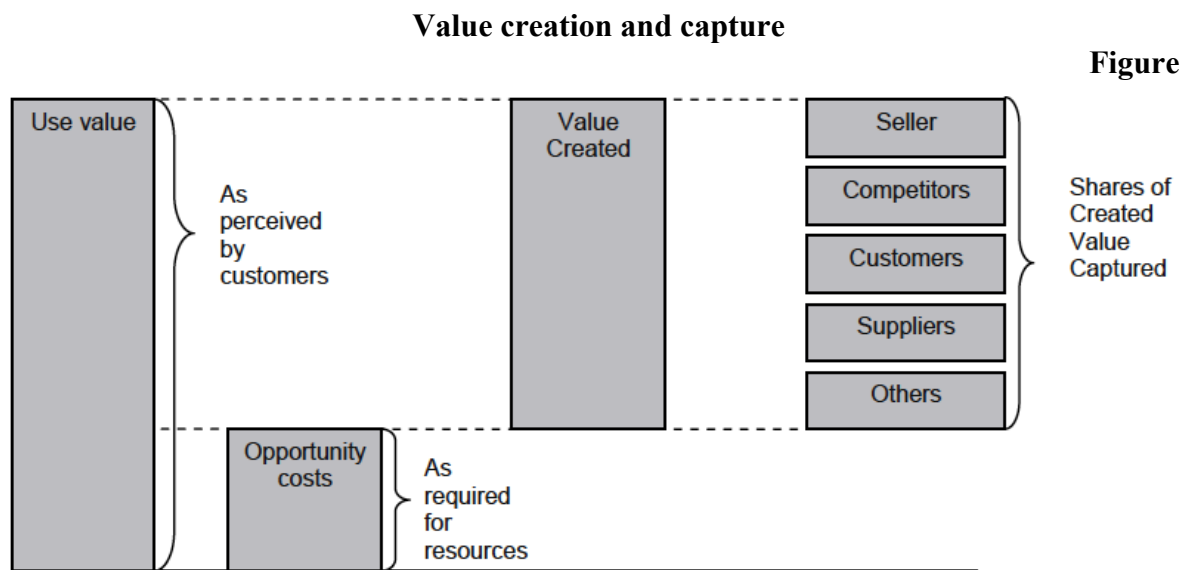 Value creation and capture
Figure
Use value
As
perceived
by
customers
Opportunity
costs
As
required
for
resources
Value
Created
Seller
Competitors
Customers
Suppliers
Others
Shares of
Created
Value
Captured